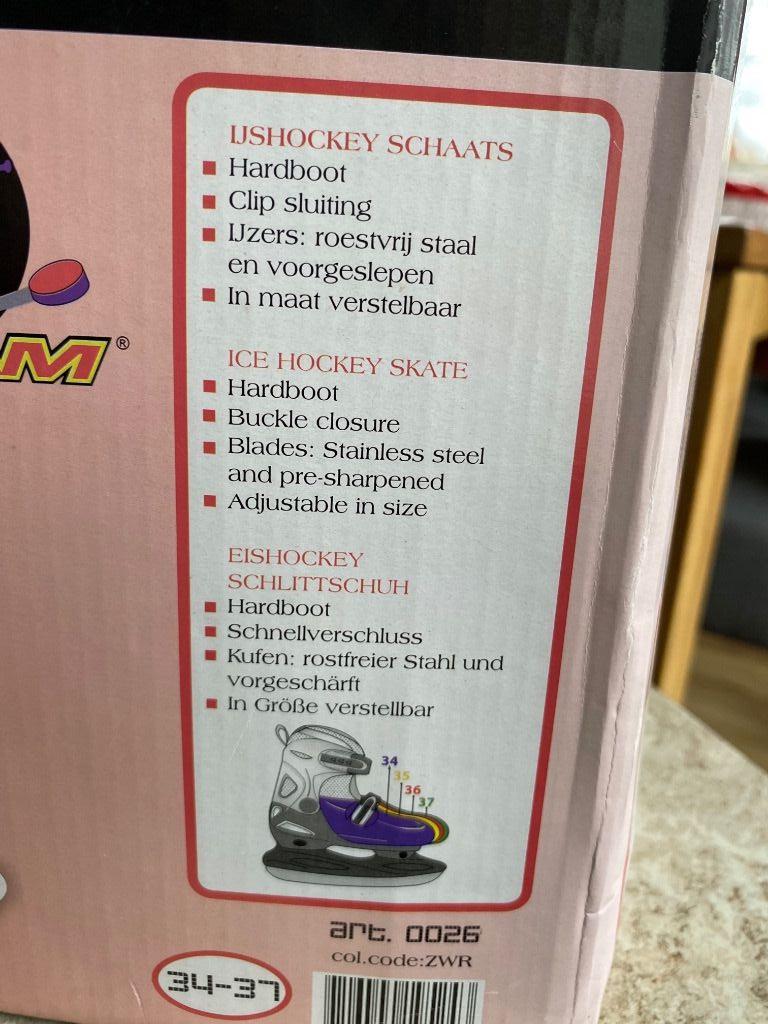 IJSHOCKEY SCHAATS
Hardboot
Clip sluiting
IJzers: roestvrij staal
en voorgeslepen
In maat verstelbaar
M®
ICE HOCKEY SKATE
Hardboot
Buckle closure
Blades: Stainless steel
and pre-sharpened
Adjustable in size
EISHOCKEY
SCHLITTSCHUH
Hardboot
Schnellverschluss
Kufen: rostfreier Stahl und
vorgeschärft
In Größe verstellbar
34
35
36
37
art. 0026
col.code:ZWR
34-37